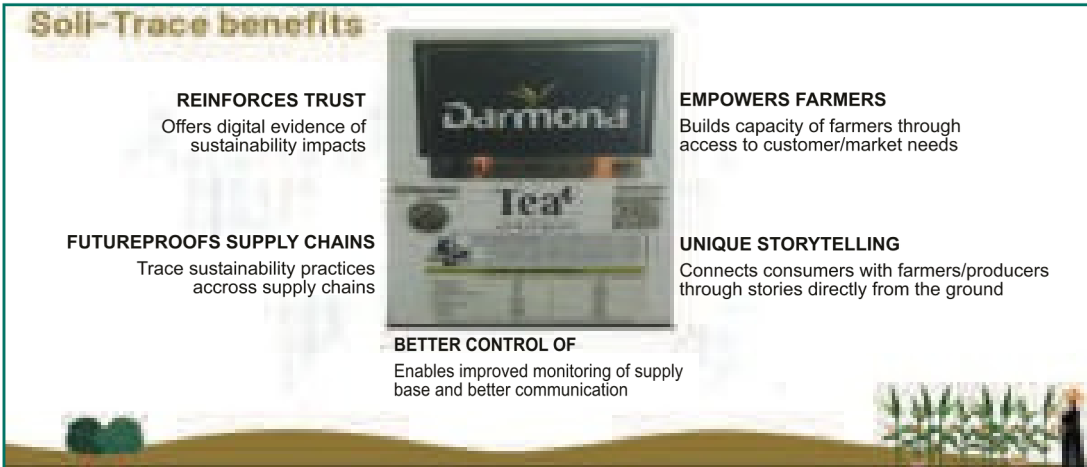 Soli-Trace benefits
REINFORCES TRUST
Offers digital evidence of
sustainability impacts
FUTUREPROOFS SUPPLY CHAINS
Trace sustainability practices
accross supply chains
Darmona
Tea
BETTER CONTROL OF
Enables improved monitoring of supply
base and better communication
EMPOWERS FARMERS
Builds capacity of farmers through
access to customer/market needs
UNIQUE STORYTELLING
Connects consumers with farmers/producers
through stories directly from the ground